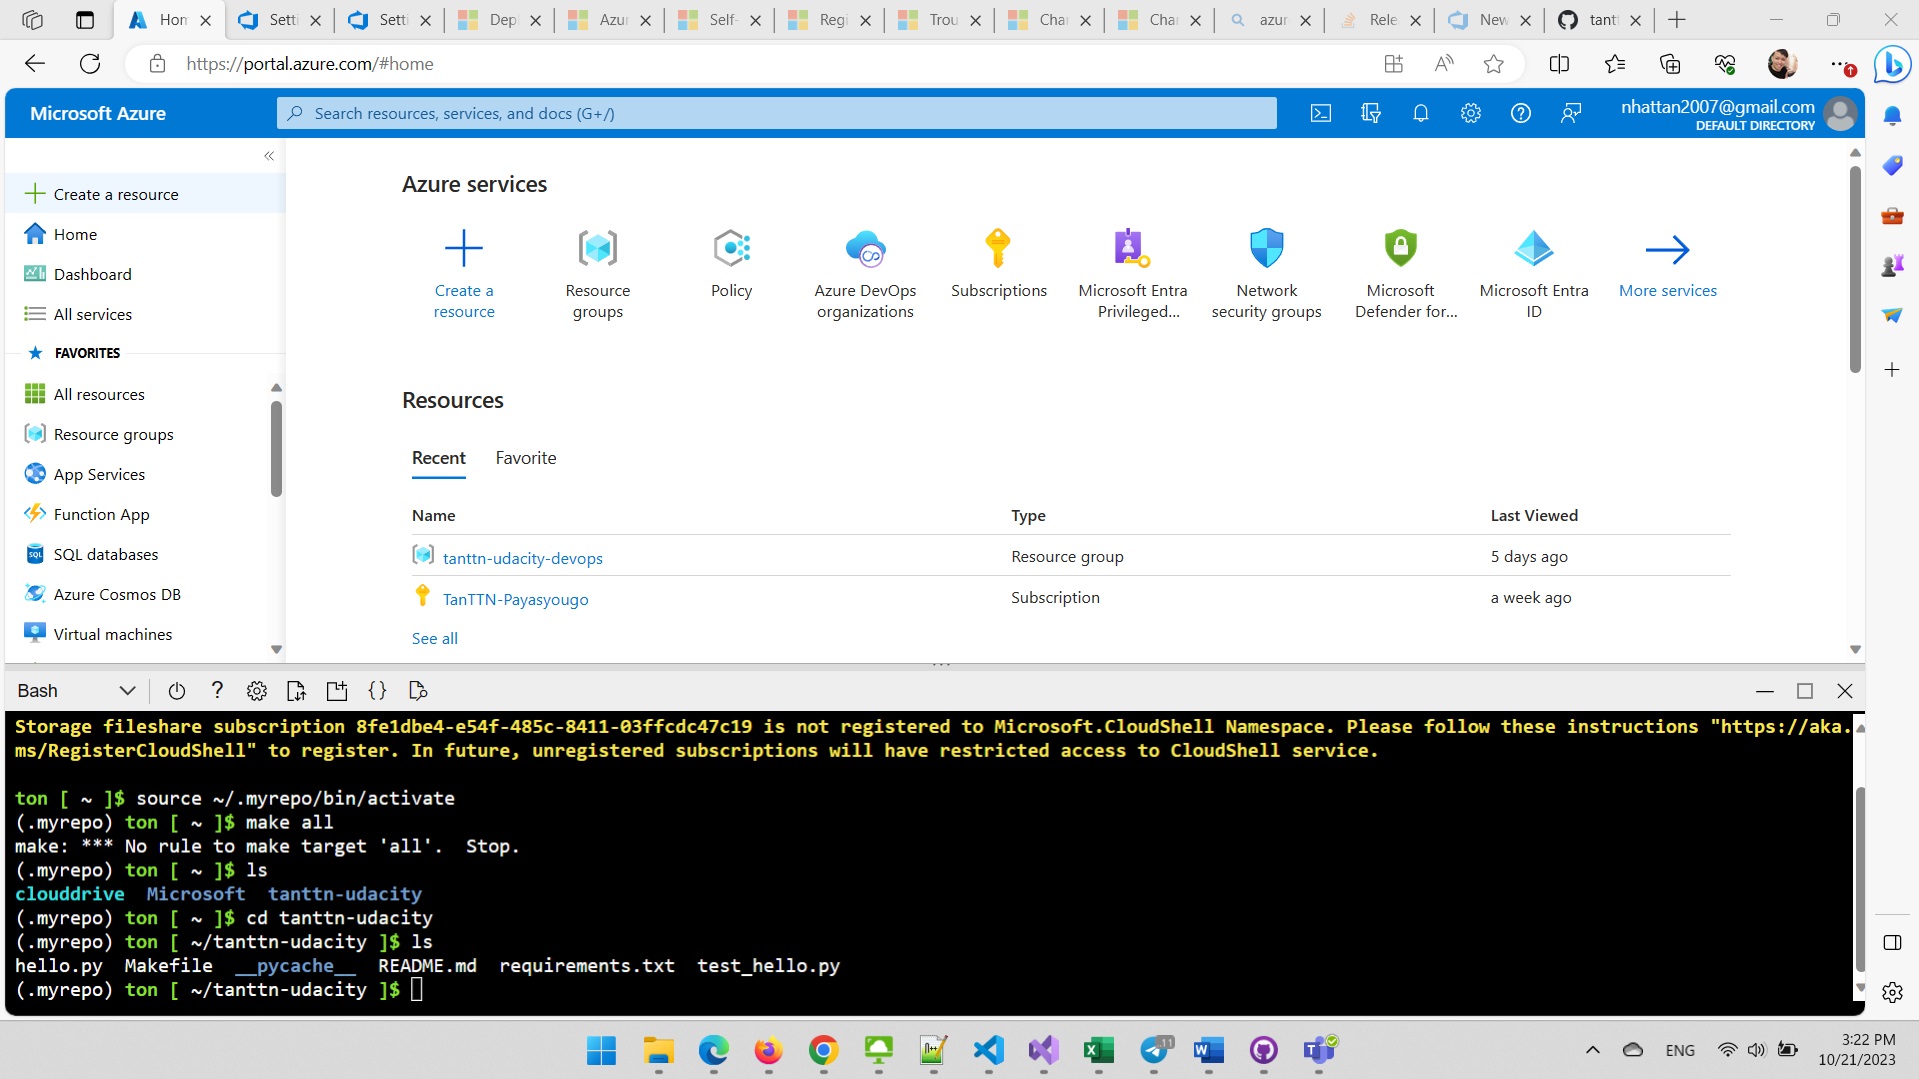 Hom
Setti
Setti
Depl
Azur
Self-
Regi
Trou
Char
Char
azur
Rele
New
tantt
https://portal.azure.com/#home
Microsoft Azure
Search resources, services, and docs (G+/)
nhattan2007@gmail.com
DEFAULT DIRECTORY
Create a resource
Home
Dashboard
All services
FAVORITES
All resources
Resource groups
App Services
Function App
SQL databases
Azure Cosmos DB
Virtual machines
Azure services
Create a
resource
Resource
groups
Policy
Azure DevOps
organizations
Subscriptions
Microsoft Entra
Privileged...
Network
security groups
Microsoft
Defender for...
Microsoft Entra
ID
More services
Resources
Recent Favorite
Name Type Last Viewed
tanttn-udacity-devops Resource group 5 days ago
TanTTN-Payasyougo Subscription a week ago
See all
Bash
Storage fileshare subscription 8fe1dbe4-e54f-485c-8411-03ffcdc47c19 is not registered to Microsoft.CloudShell Namespace. Please follow these instructions "https://aka.
ms/RegisterCloudShell" to register. In future, unregistered subscriptions will have restricted access to CloudShell service.
ton [ ~ ]$ source ~/.myrepo/bin/activate
(.myrepo) ton [ ~ ]$ make all
make: *** No rule to make target 'all'.  Stop.
(.myrepo) ton [ ~ ]$ ls
clouddrive  Microsoft  tanttn-udacity
(.myrepo) ton [ ~ ]$ cd tanttn-udacity
(.myrepo) ton [ ~/tanttn-udacity ]$ ls
hello.py  Makefile  __pycache__  README.md  requirements.txt  test_hello.py
(.myrepo) ton [ ~/tanttn-udacity ]$
11
ENG
3:22 PM
10/21/2023